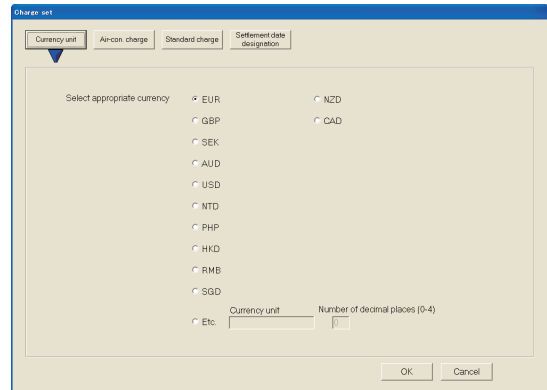 Charge set
Currency unit
Air-con. charge
Standard charge
Settlement date
designation
Select appropriate currency
EUR
NZD
GBP
CAD
SEK
AUD
USD
NTD
PHP
HKD
RMB
SGD
Currency unit
Number of decimal places (0-4)
Etc.
0
OK
Cancel